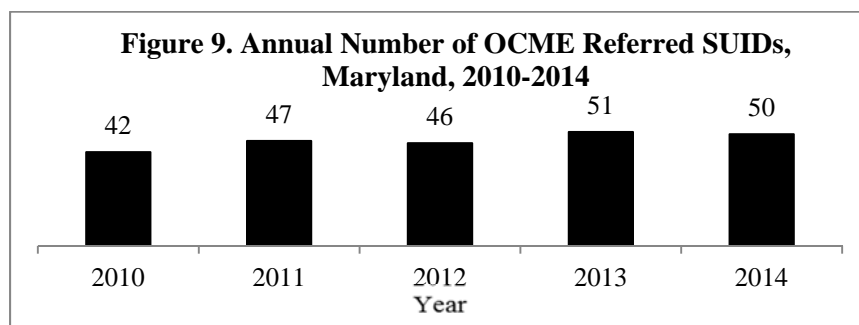 Figure 9. Annual Number of OCME Referred SUIDs,
Maryland, 2010-2014
42 47 46 51 50
2010 2011 2012 2013 2014
Year